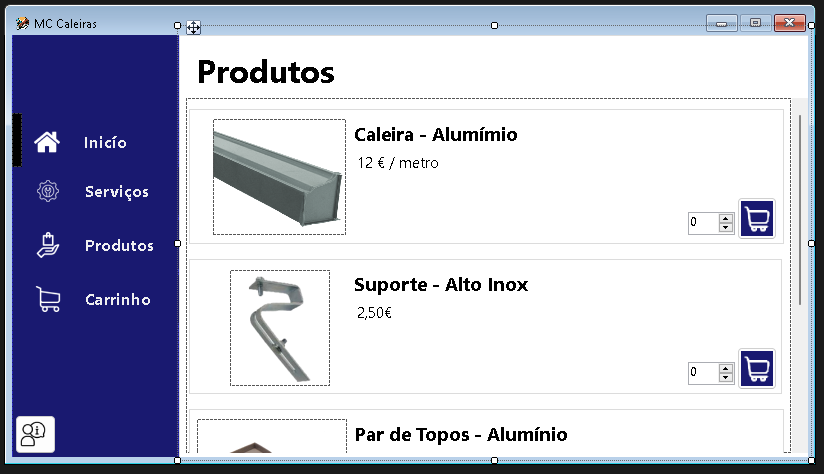 MC Caleiras
Produtos
Inicío
Serviços
Produtos
Carrinho
Caleira - Alumímio
12 € / metro
0
Suporte - Alto Inox
2,50€
0
Par de Topos - Alumínio